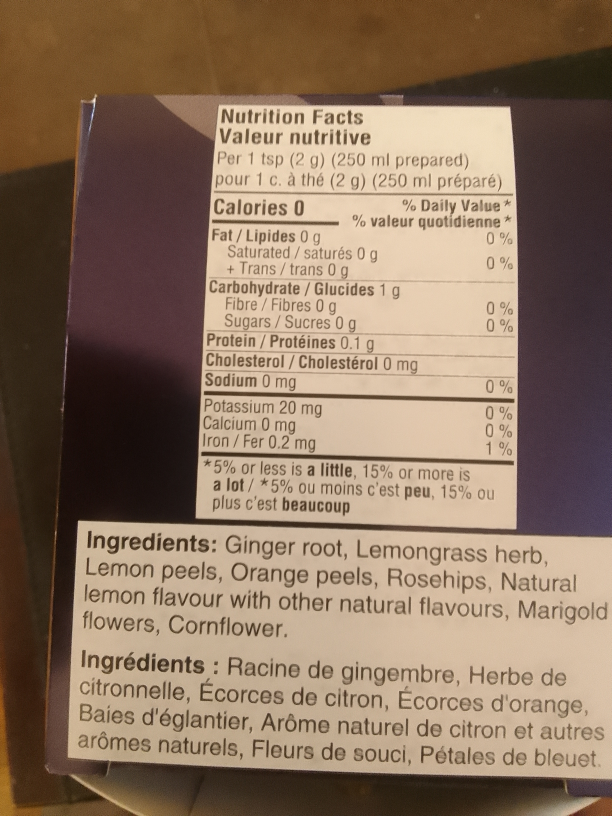 Nutrition Facts
Valeur nutritive
Per 1 tsp (2 g) (250 ml prepared)
pour 1 c. à thé (2 g) (250 ml préparé)
Calories 0
% Daily Value *
% valeur quotidienne *
Fat / Lipides 0 g 0 %
Saturated / saturés 0 g
+ Trans / trans 0 g 0 %
Carbohydrate / Glucides 1 g
Fibre / Fibres 0 g 0 %
Sugars / Sucres 0 g 0 %
Protein / Protéines 0.1 g
Cholesterol / Cholestérol 0 mg
Sodium 0 mg 0 %
Potassium 20 mg 0 %
Calcium 0 mg 0 %
Iron / Fer 0.2 mg 1 %
*5% or less is a little, 15% or more is
a lot / *5% ou moins c'est peu, 15% ou
plus c'est beaucoup
Ingredients: Ginger root, Lemongrass herb,
Lemon peels, Orange peels, Rosehips, Natural
lemon flavour with other natural flavours, Marigold
flowers, Cornflower.
Ingrédients : Racine de gingembre, Herbe de
citronnelle, Écorces de citron, Écorces d'orange,
Baies d'églantier, Arôme naturel de citron et autres
arômes naturels, Fleurs de souci, Pétales de bleuet.